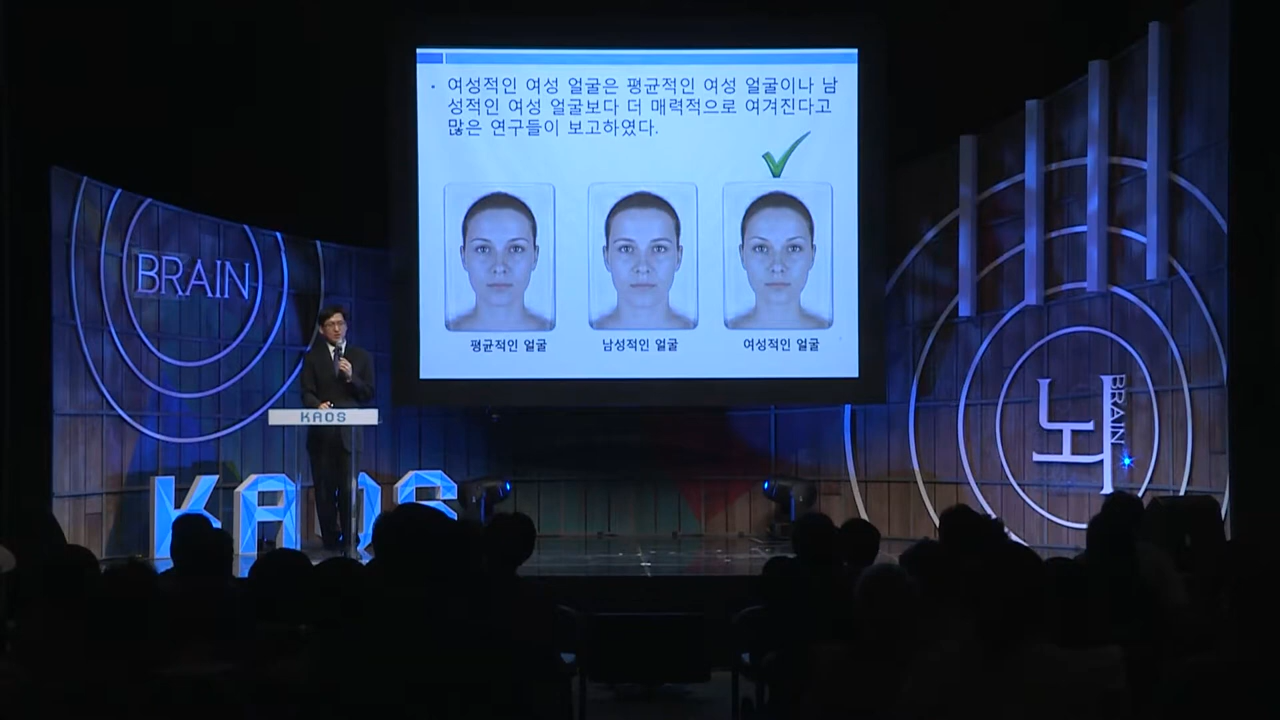 • 여성적인 여성 얼굴은 평균적인 여성 얼굴이나 남
성적인 여성 얼굴보다 더 매력적으로 여겨진다고
많은 연구들이 보고하였다.
평균적인 얼굴
남성적인 얼굴
여성적인 얼굴
BRAIN
KAOS
KAOS
뇌
BRAIN